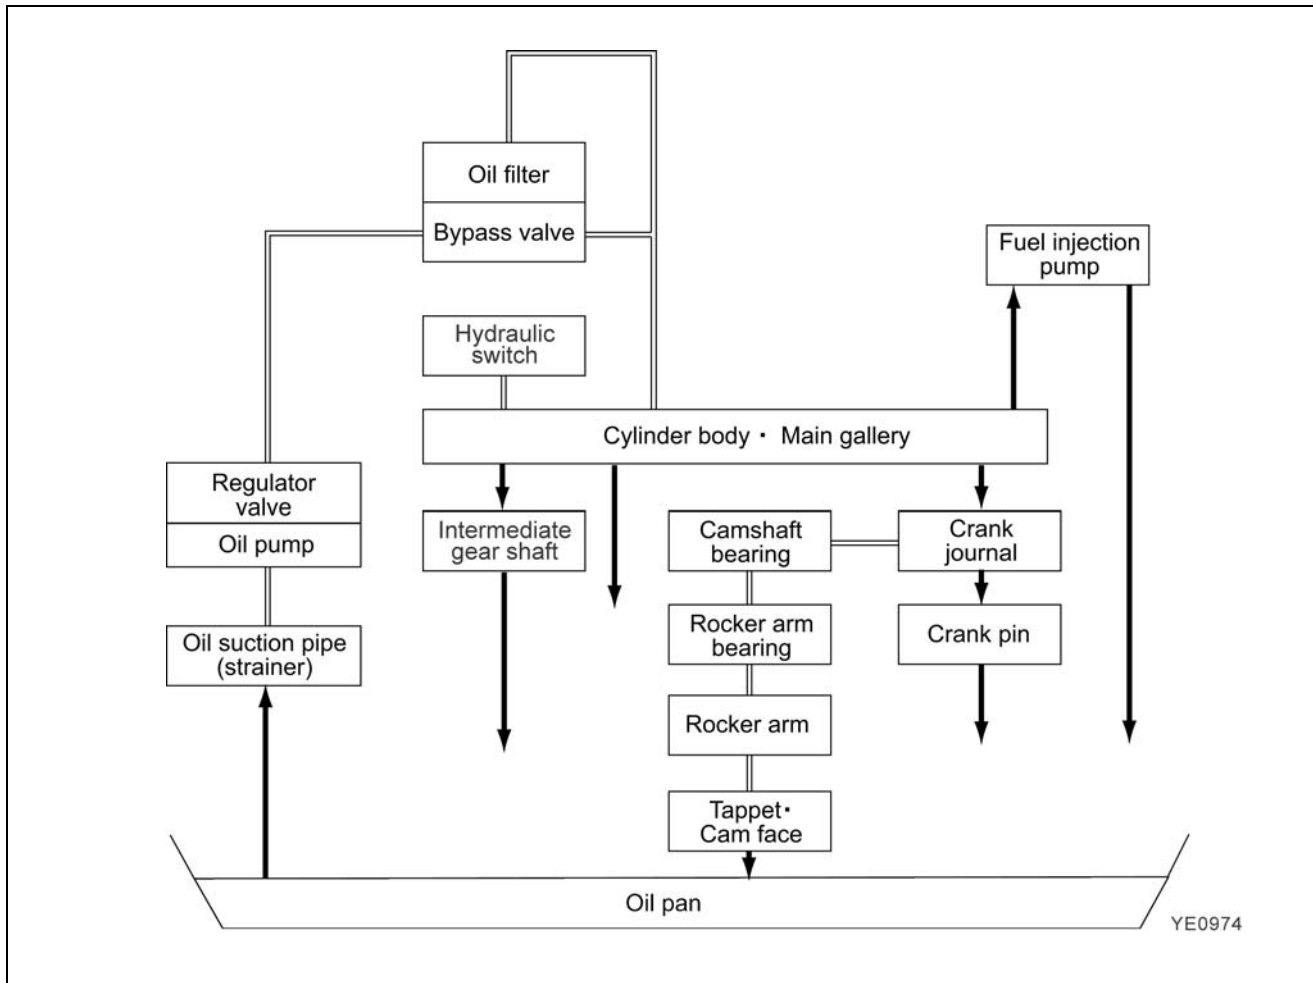 Oil filter
Bypass valve
Fuel injection
pump
Hydraulic
switch
Cylinder body・ Main gallery
Regulator
valve
Oil pump
Intermediate
gear shaft
Camshaft
bearing
Crank
journal
Oil suction pipe
(strainer)
Rocker arm
bearing
Crank pin
Rocker arm
Tappet・
Cam face
Oil pan
YE0974